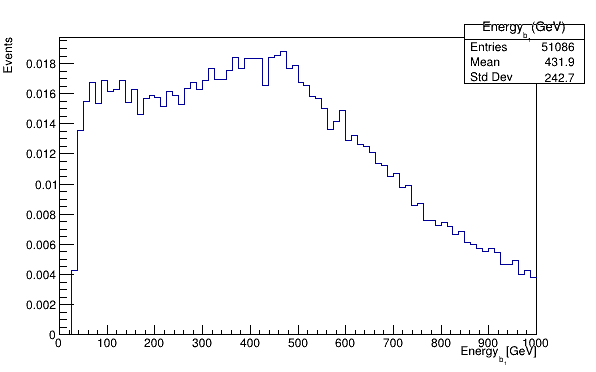 Energy_b_1 (GeV)
Entries 51086
Mean 431.9
Std Dev 242.7
Events
0.018
0.016
0.014
0.012
0.01
0.008
0.006
0.004
0.002
0
0 100 200 300 400 500 600 700 800 900 1000
Energy_b_1 [GeV]